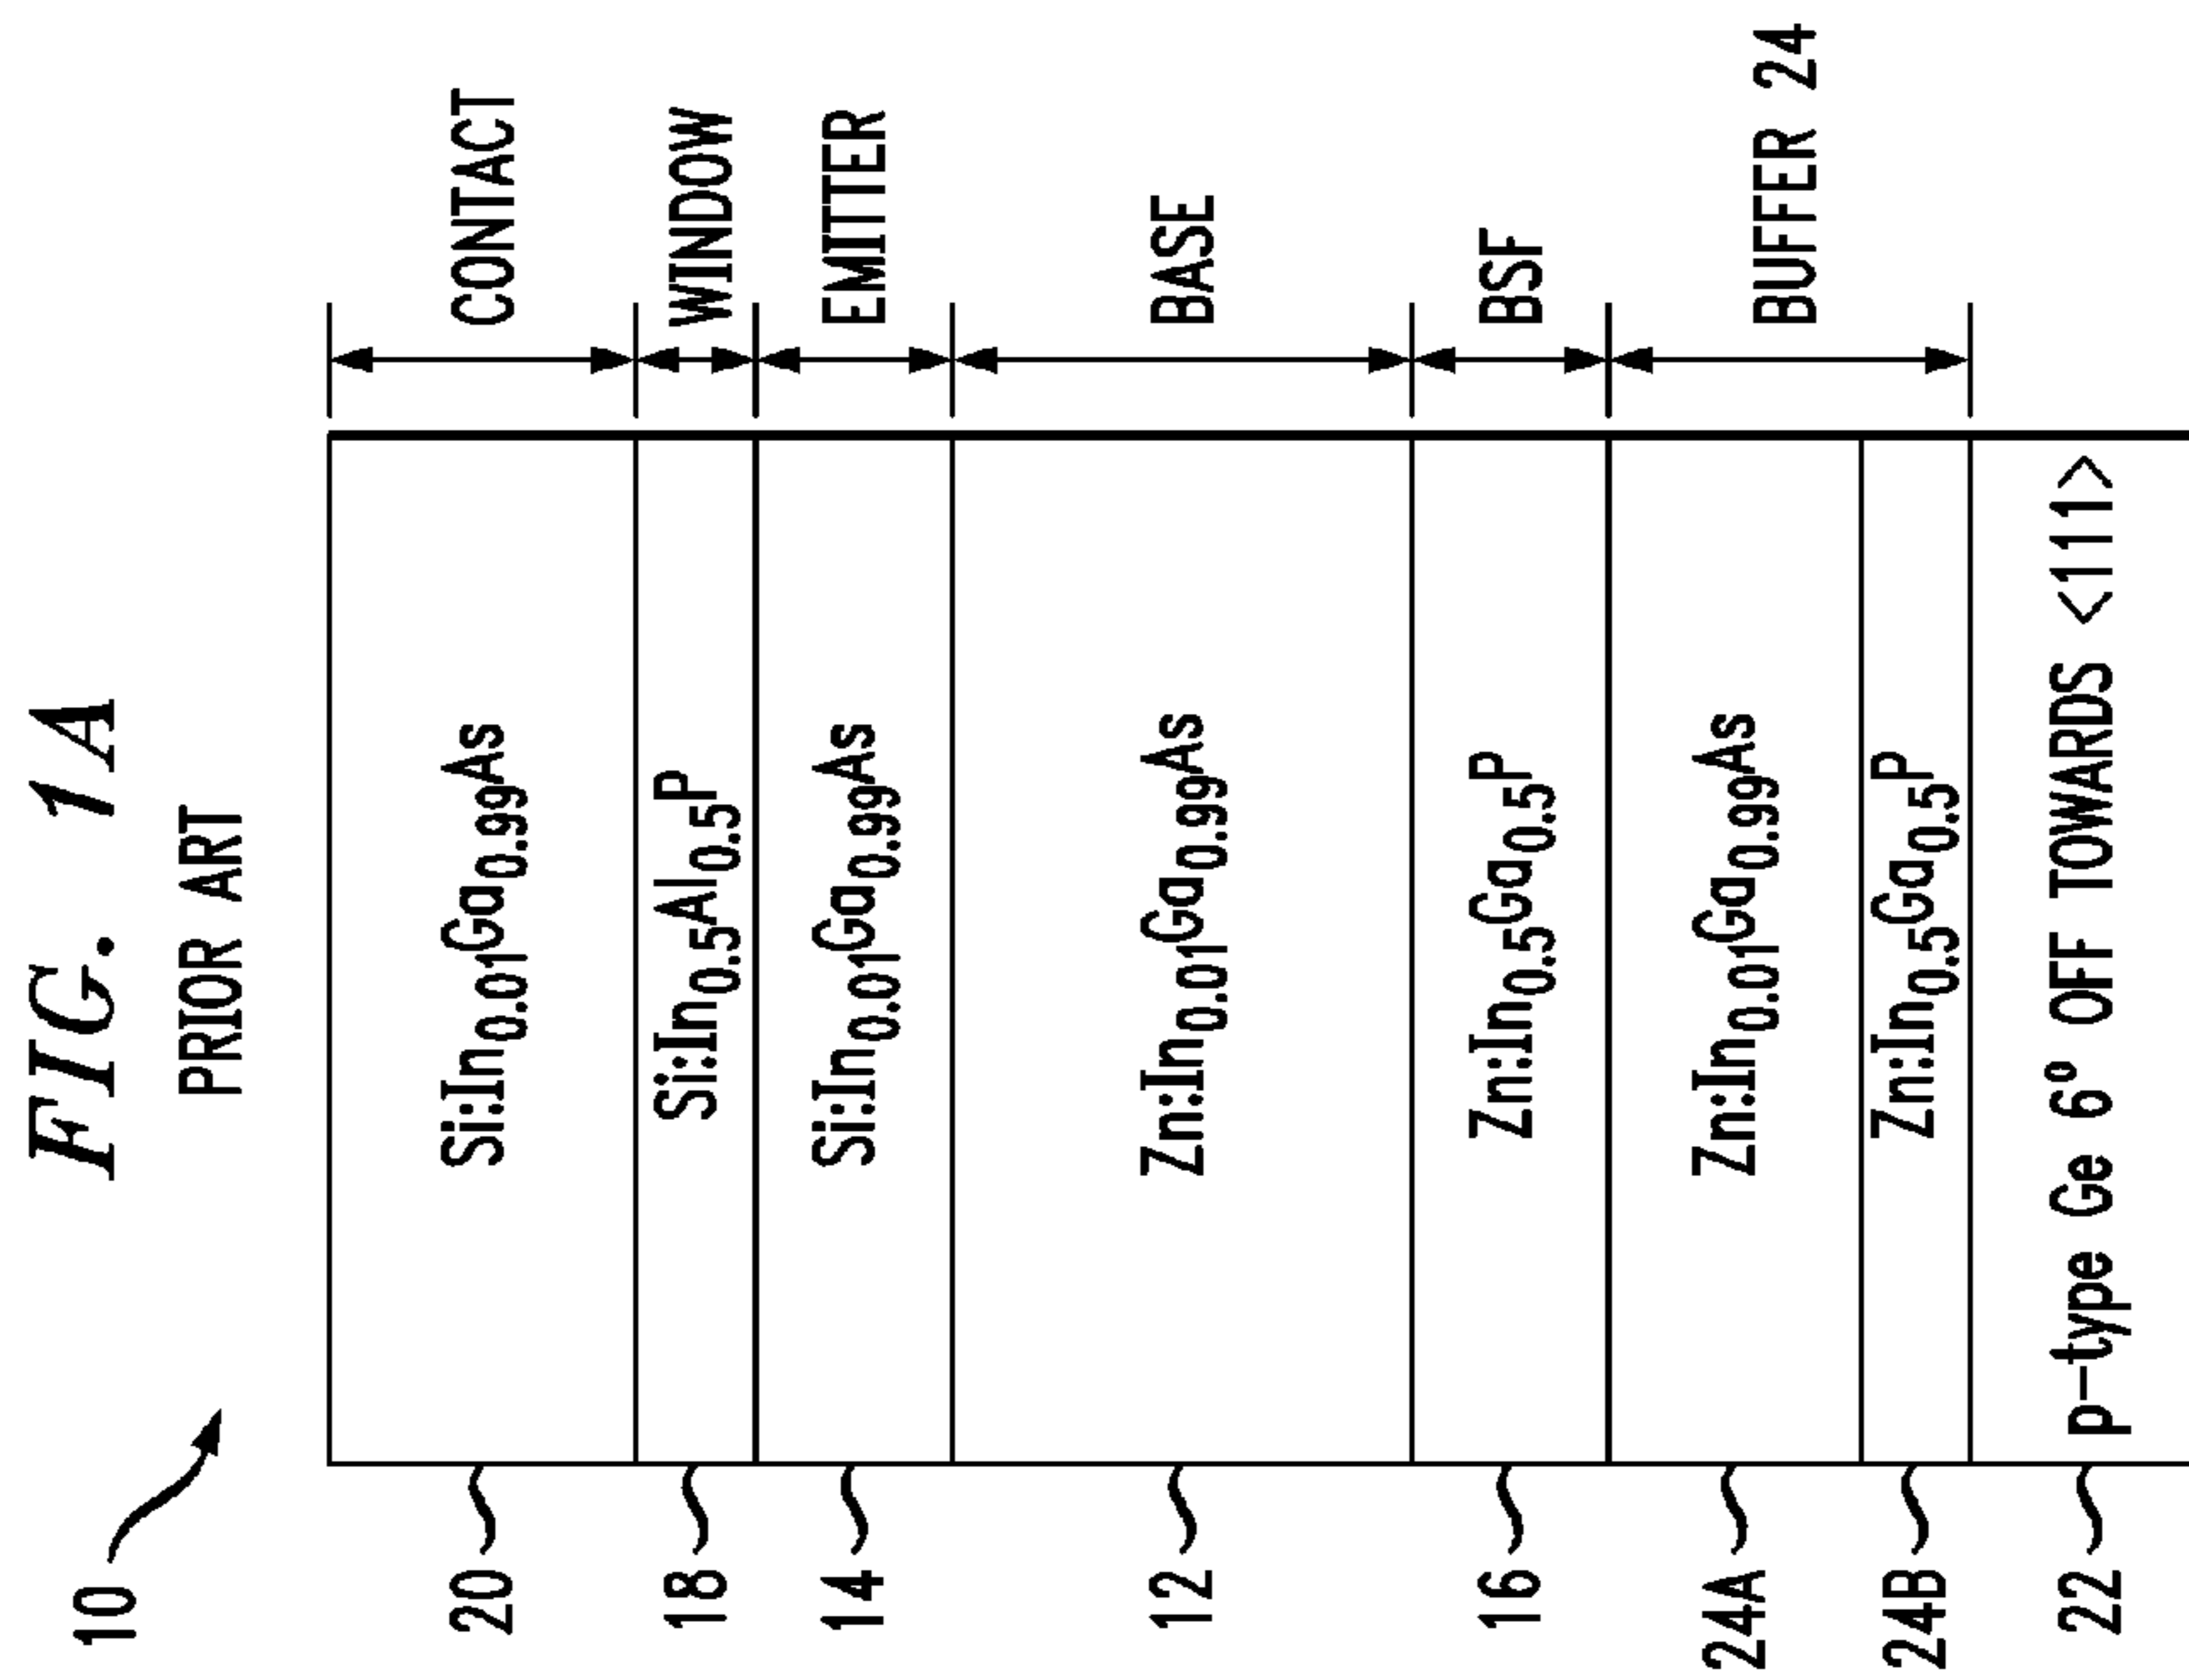 FIG. 1A
PRIOR ART
10
20 Si:In0.01Ga0.99As CONTACT
18 Si:In0.5Al0.5P WINDOW
14 Si:In0.01Ga0.99As EMITTER
12 Zn:In0.01Ga0.99As BASE
16 Zn:In0.5Ga0.5P BSF
24A Zn:In0.01Ga0.99As BUFFER 24
24B Zn:In0.5Ga0.5P
22 p-type Ge 6° OFF TOWARDS <111>